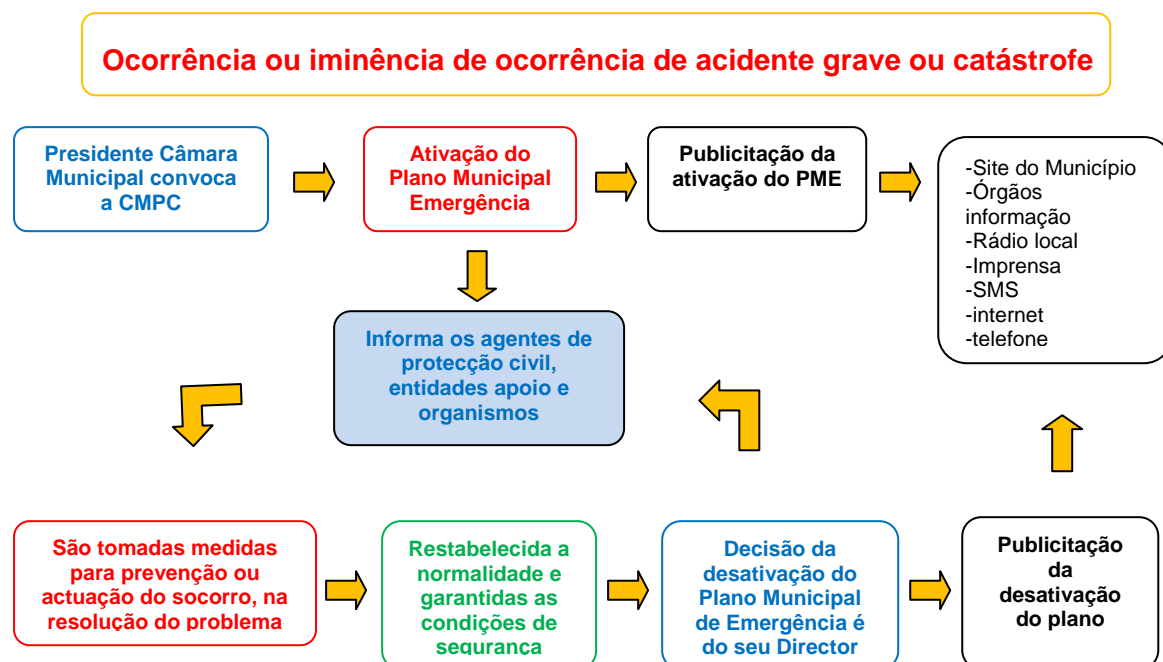 Ocorrência ou iminência de ocorrência de acidente grave ou catástrofe
Presidente Câmara
Municipal convoca
a CMPC
Ativação do
Plano Municipal
Emergência
Publicitação da
ativação do PME
-Site do Município
-Órgãos
informação
-Rádio local
-Imprensa
-SMS
-internet
-telefone
Informa os agentes de
protecção civil,
entidades apoio e
organismos
São tomadas medidas
para prevenção ou
actuação do socorro, na
resolução do problema
Restabelecida a
normalidade e
garantidas as
condições de
segurança
Decisão da
desativação do
Plano Municipal
de Emergência é
do seu Director
Publicitação
da
desativação
do plano